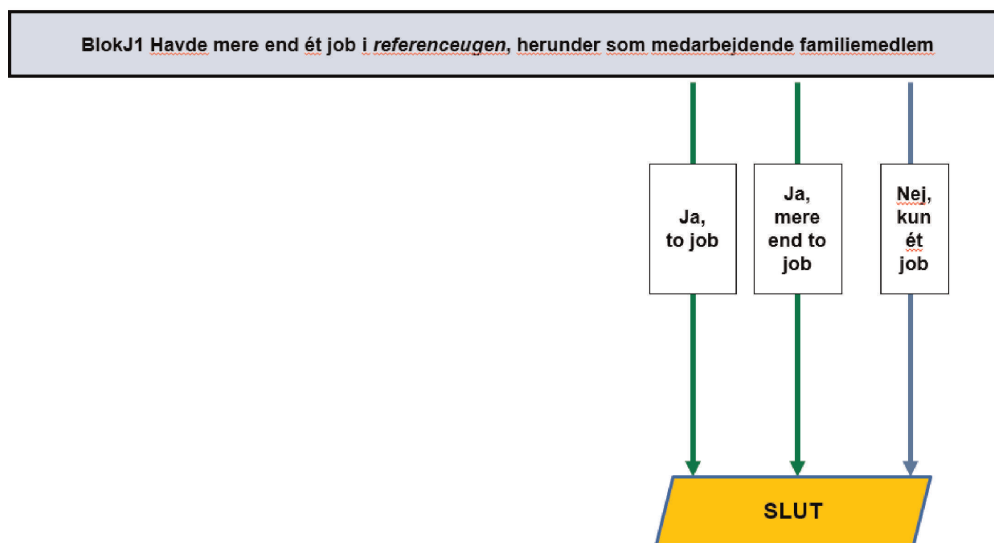 BlokJ1 Havde mere end ét job i referenceugen, herunder som medarbejdende familiemedlem
Ja,
to job
Ja,
mere
end to
job
Nej,
kun
ét
job
SLUT